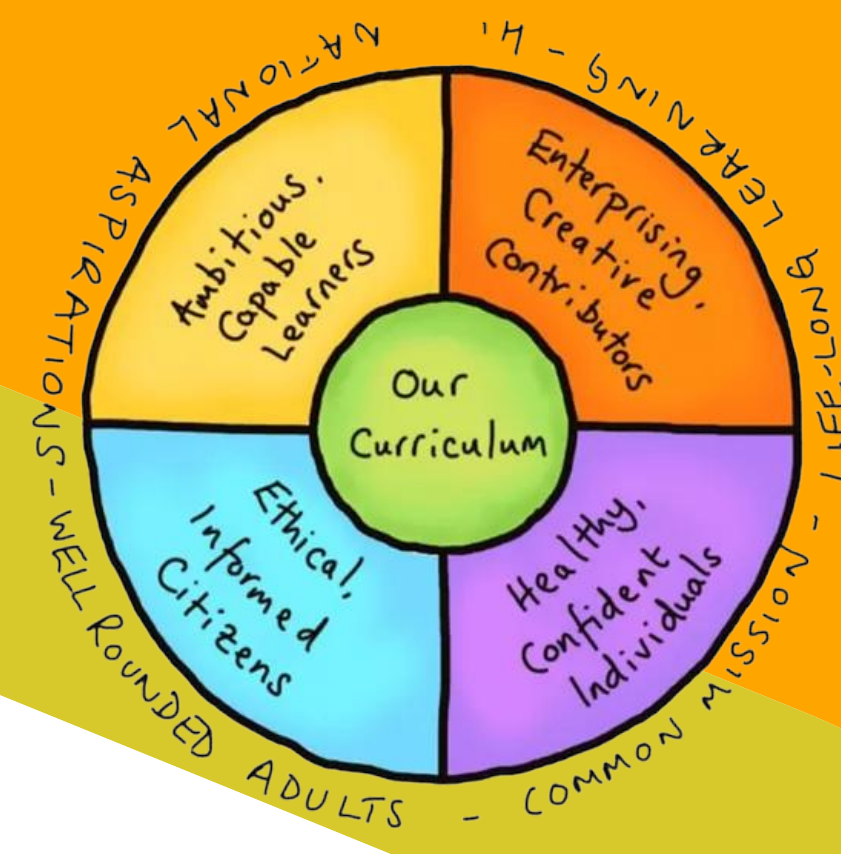 Ambitious,
Capable
Learners
Enterprising,
Creative
Contributors
Our
Curriculum
Ethical,
Informed
Citizens
Healthy,
Confident
Individuals
NATIONAL ASPIRATIONS - WELL ROUNDED ADULTS - COMMON MISSION - LIFE-LONG LEARNING -